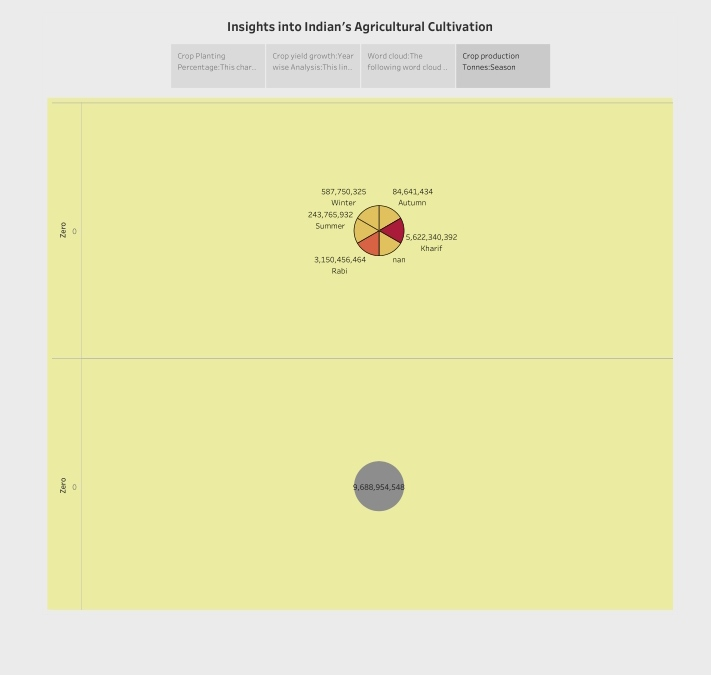 Insights into Indian's Agricultural Cultivation
Crop Planting
Percentage:This char...
Crop yield growth:Year
wise Analysis:This lin...
Word cloud:The
following word cloud...
Crop production
Tonnes:Season
Zero
0
587,750,325
Winter
84,641,434
Autumn
243,765,932
Summer
5,622,340,392
Kharif
3,150,456,464
Rabi
nan
Zero
0
9,688,954,548